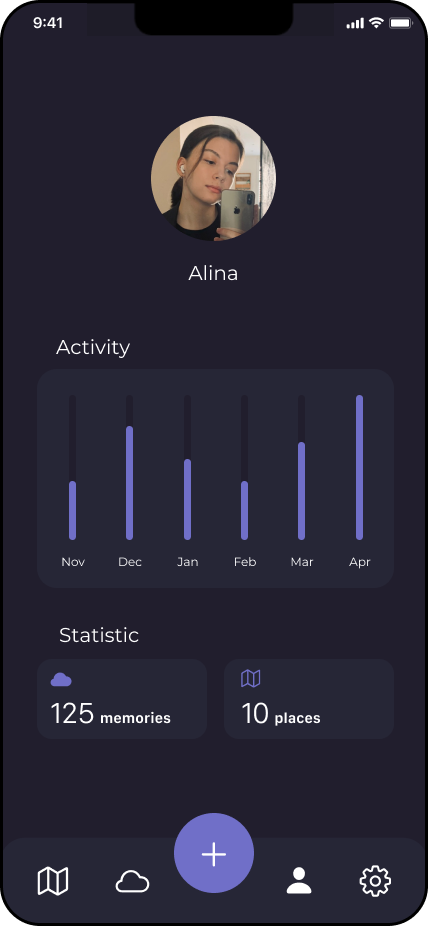 9:41
Alina
Activity
Nov Dec Jan Feb Mar Apr
Statistic
125 memories
10 places